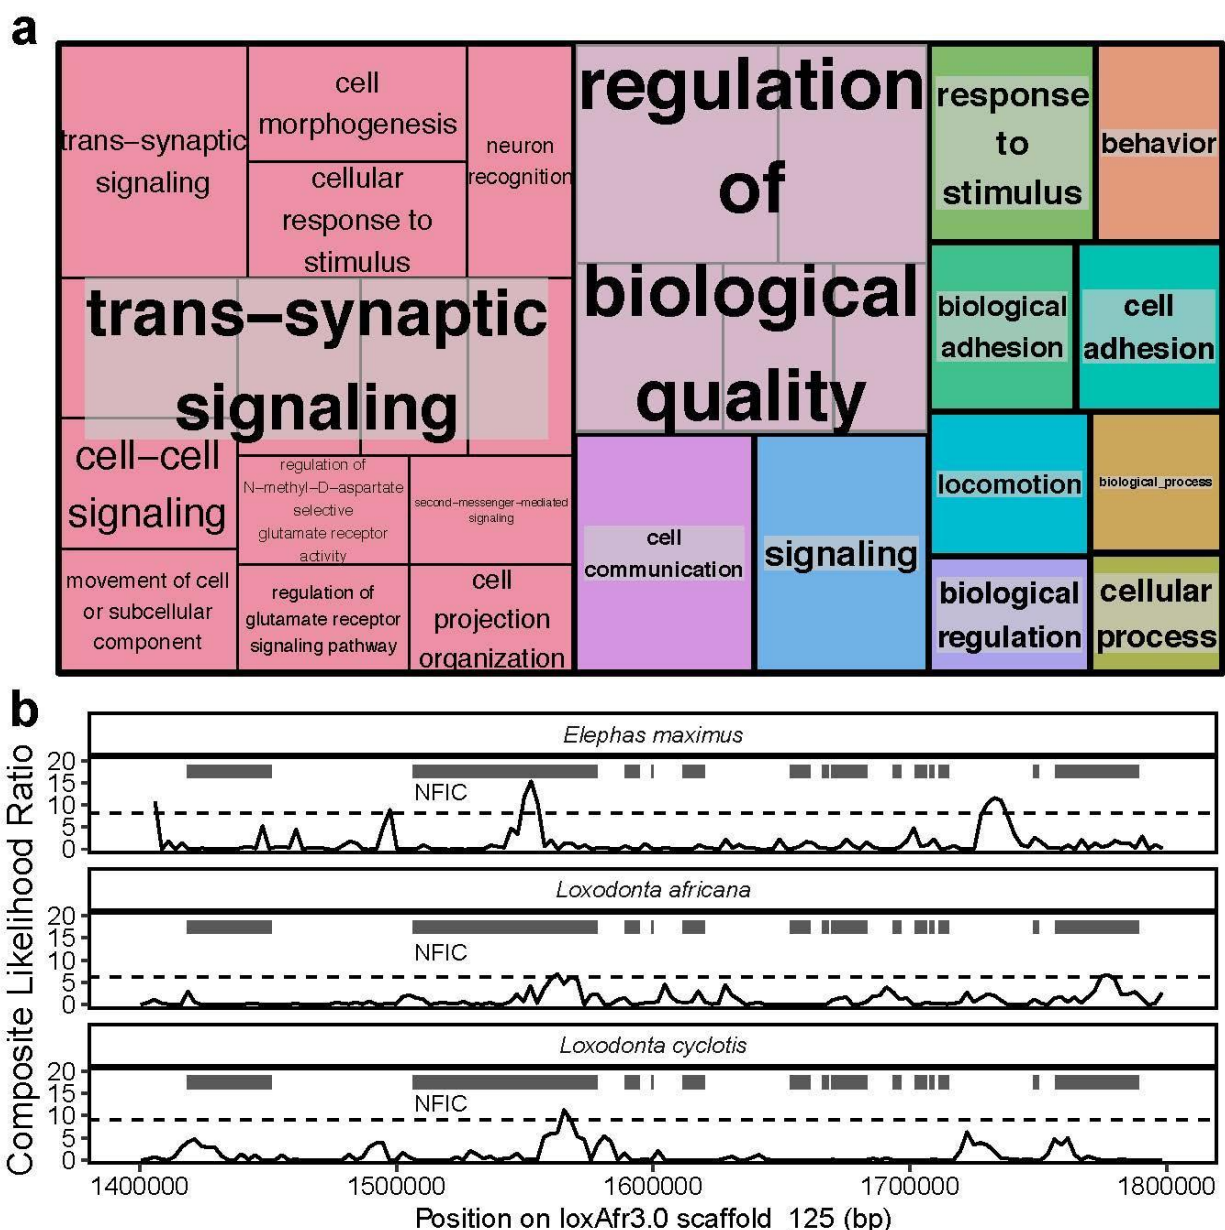 a
trans–synaptic
signaling
cell
morphogenesis
neuron
recognition
cellular
response to
stimulus
trans–synaptic
signaling
cell–cell
signaling
regulation of
N–methyl–D–aspartate
selective
glutamate receptor
activity
second–messenger–mediated
signaling
movement of cell
or subcellular
component
regulation of
glutamate receptor
signaling pathway
cell
projection
organization
regulation
of
biological
quality
cell
communication
signaling
response
to
stimulus
behavior
biological
adhesion
cell
adhesion
locomotion
biological_process
biological
regulation
cellular
process
b
Composite Likelihood Ratio
Elephas maximus
20
15
10
5
0
NFIC
Loxodonta africana
20
15
10
5
0
NFIC
Loxodonta cyclotis
20
15
10
5
0
NFIC
1400000 1500000 1600000 1700000 1800000
Position on loxAfr3.0 scaffold_125 (bp)